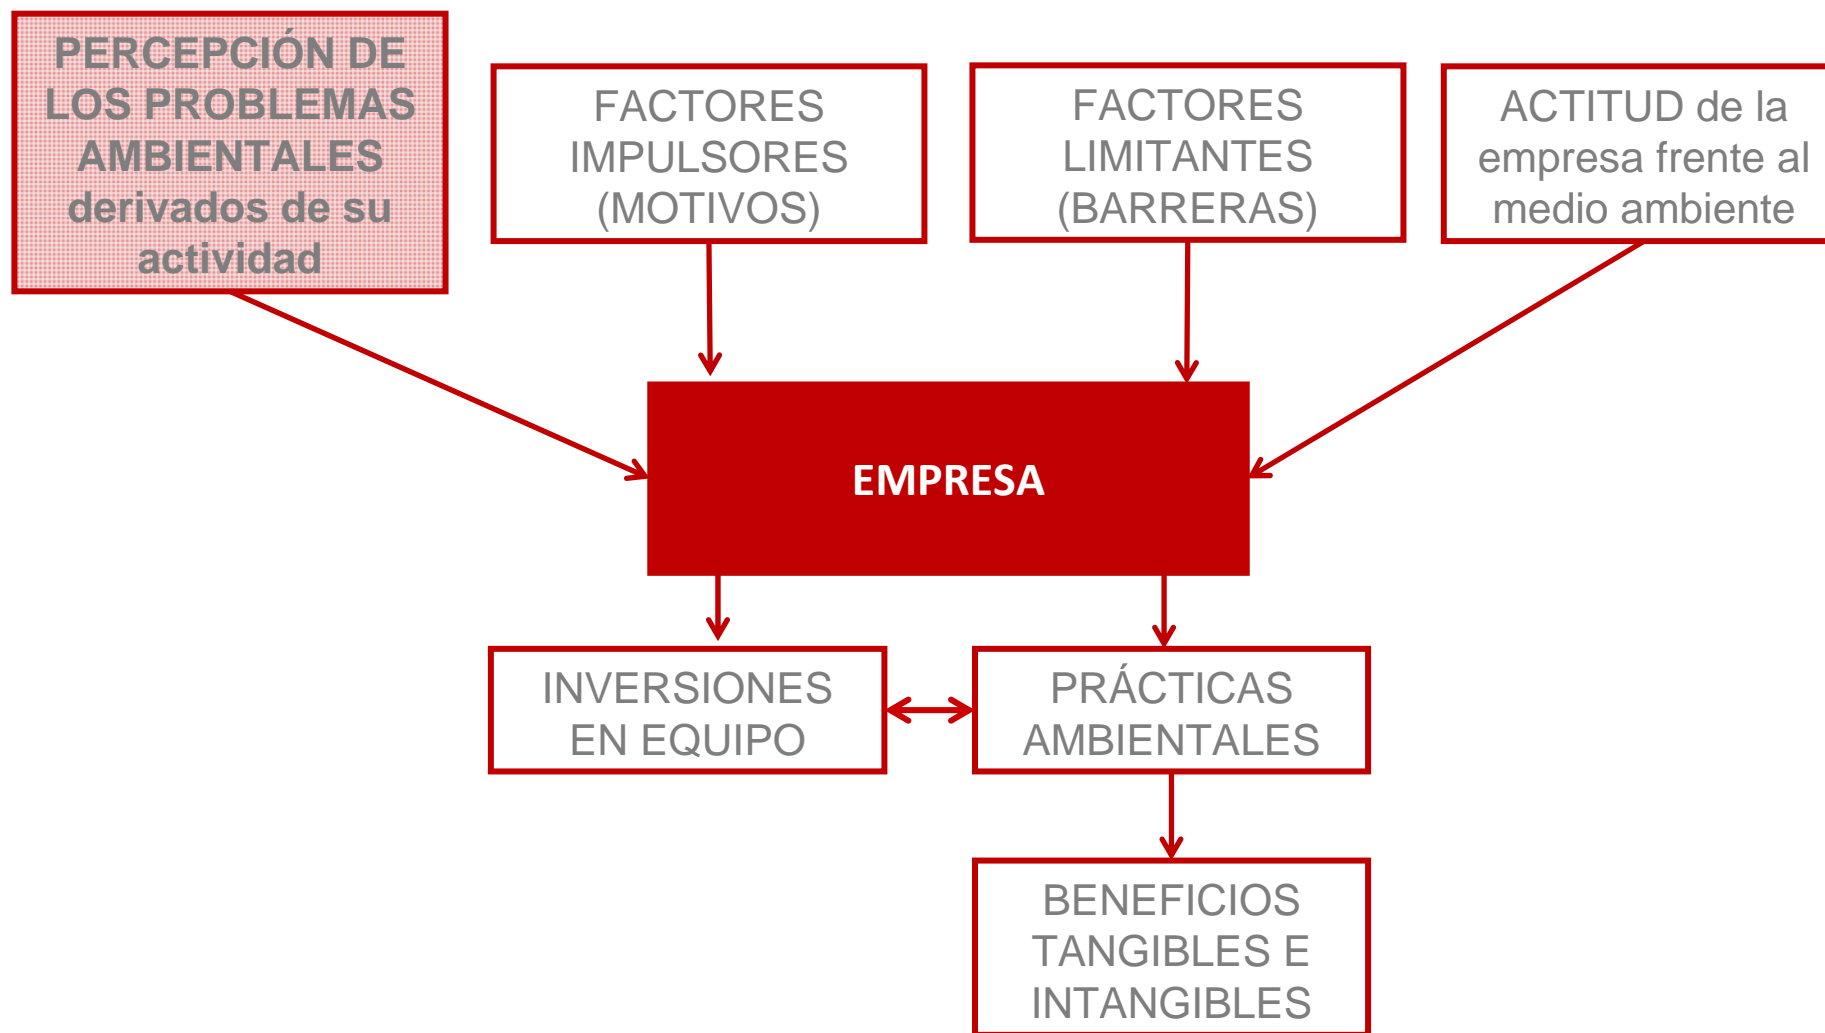 PERCEPCIÓN DE
LOS PROBLEMAS
AMBIENTALES
derivados de su
actividad
FACTORES
IMPULSORES
(MOTIVOS)
FACTORES
LIMITANTES
(BARRERAS)
ACTITUD de la
empresa frente al
medio ambiente
EMPRESA
INVERSIONES
EN EQUIPO
PRÁCTICAS
AMBIENTALES
BENEFICIOS
TANGIBLES E
INTANGIBLES